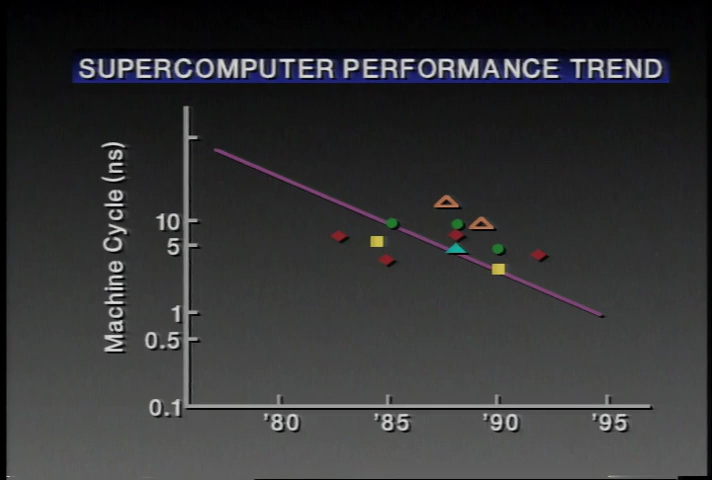 SUPERCOMPUTER PERFORMANCE TREND
Machine Cycle (ns)
10
5
1
0.5
0.1
'80 '85 '90 '95